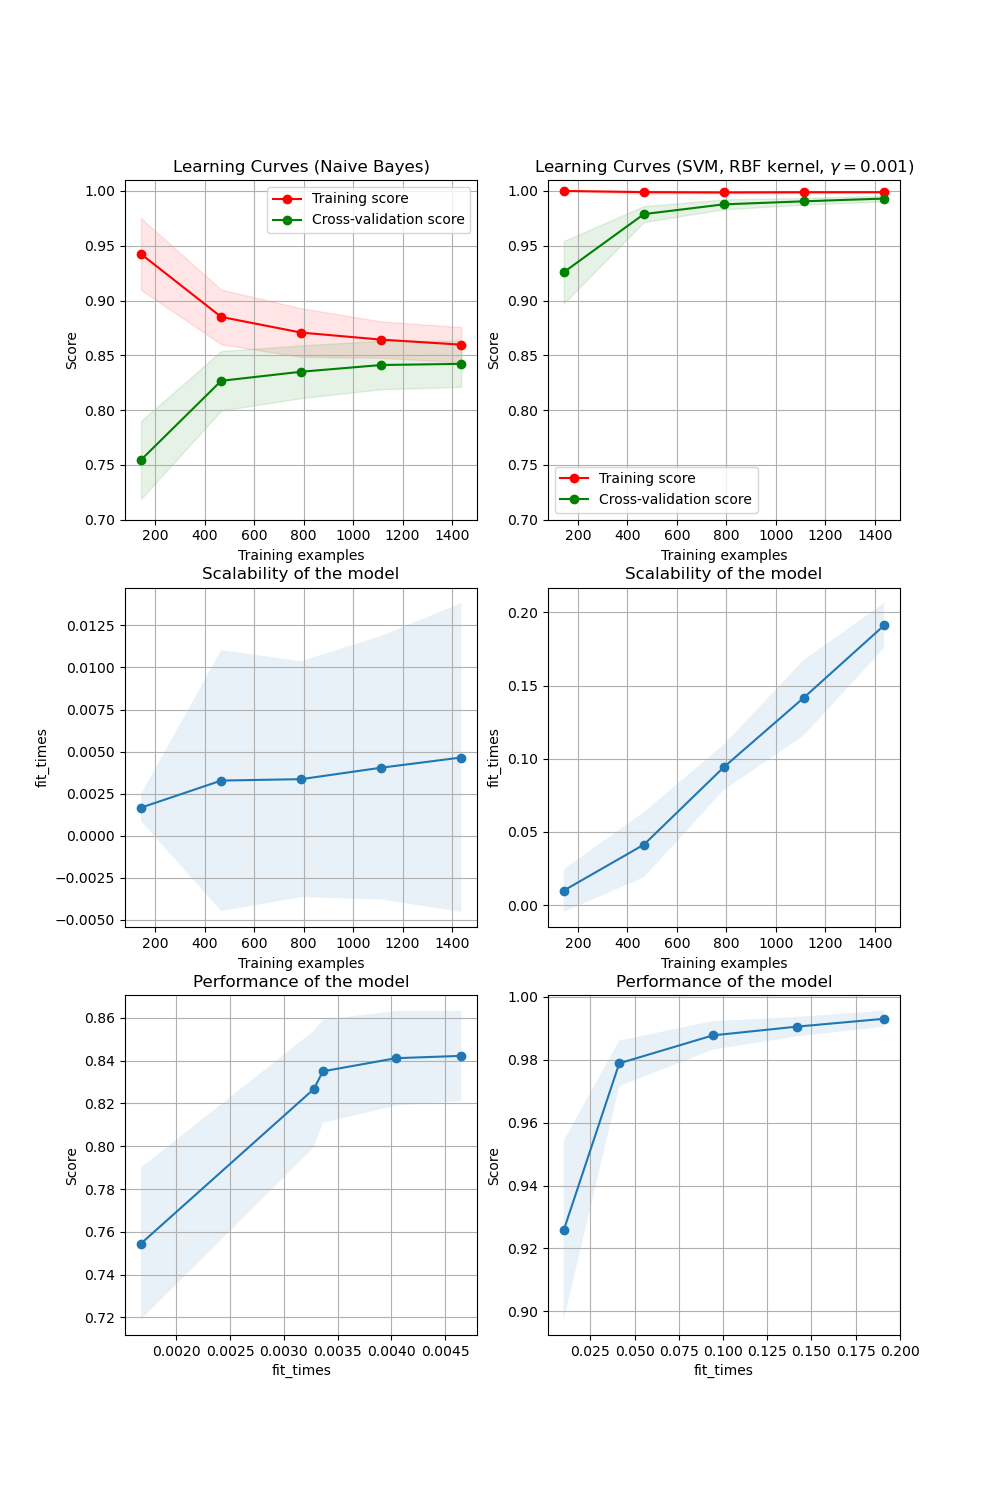 Learning Curves (Naive Bayes)
1.00
0.95
0.90
0.85
0.80
0.75
0.70
Score
Training score
Cross-validation score
200 400 600 800 1000 1200 1400
Training examples
Learning Curves (SVM, RBF kernel, γ = 0.001)
1.00
0.95
0.90
0.85
0.80
0.75
0.70
Score
Training score
Cross-validation score
200 400 600 800 1000 1200 1400
Training examples
Scalability of the model
0.0125
0.0100
0.0075
0.0050
0.0025
0.0000
−0.0025
−0.0050
fit_times
200 400 600 800 1000 1200 1400
Training examples
Scalability of the model
0.20
0.15
0.10
0.05
0.00
fit_times
200 400 600 800 1000 1200 1400
Training examples
Performance of the model
0.86
0.84
0.82
0.80
0.78
0.76
0.74
0.72
Score
0.0020 0.0025 0.0030 0.0035 0.0040 0.0045
fit_times
Performance of the model
1.00
0.98
0.96
0.94
0.92
0.90
Score
0.025 0.050 0.075 0.100 0.125 0.150 0.175 0.200
fit_times